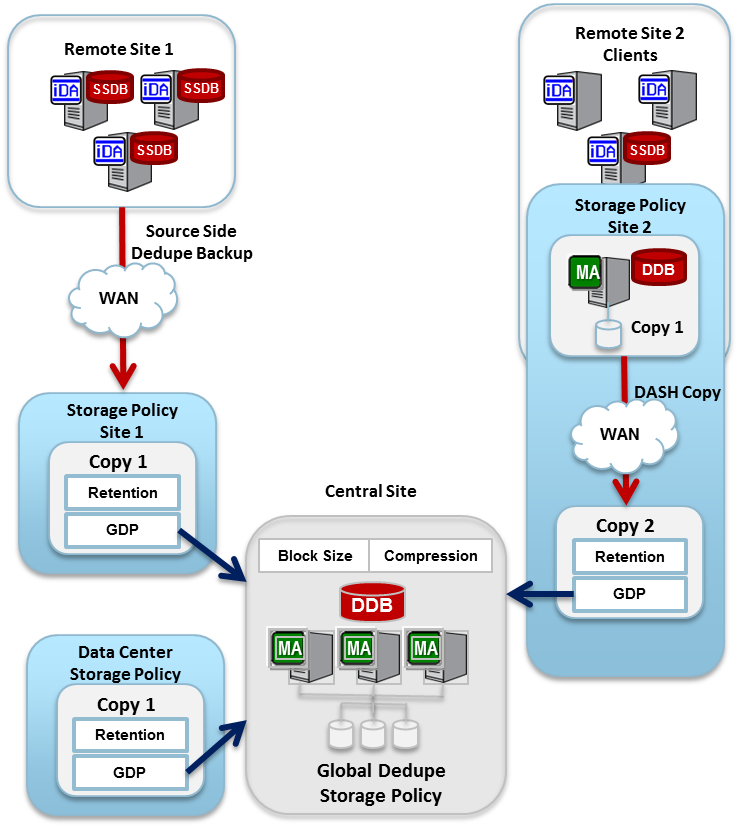 Remote Site 1
iDA
SSDB
iDA
SSDB
iDA
SSDB
Source Side
Dedupe Backup
WAN
Storage Policy
Site 1
Copy 1
Retention
GDP
Data Center
Storage Policy
Copy 1
Retention
GDP
Central Site
Block Size
Compression
DDB
MA
MA
MA
Global Dedupe
Storage Policy
Remote Site 2
Clients
iDA
iDA
iDA
SSDB
Storage Policy
Site 2
MA
DDB
Copy 1
DASH Copy
WAN
Copy 2
Retention
GDP